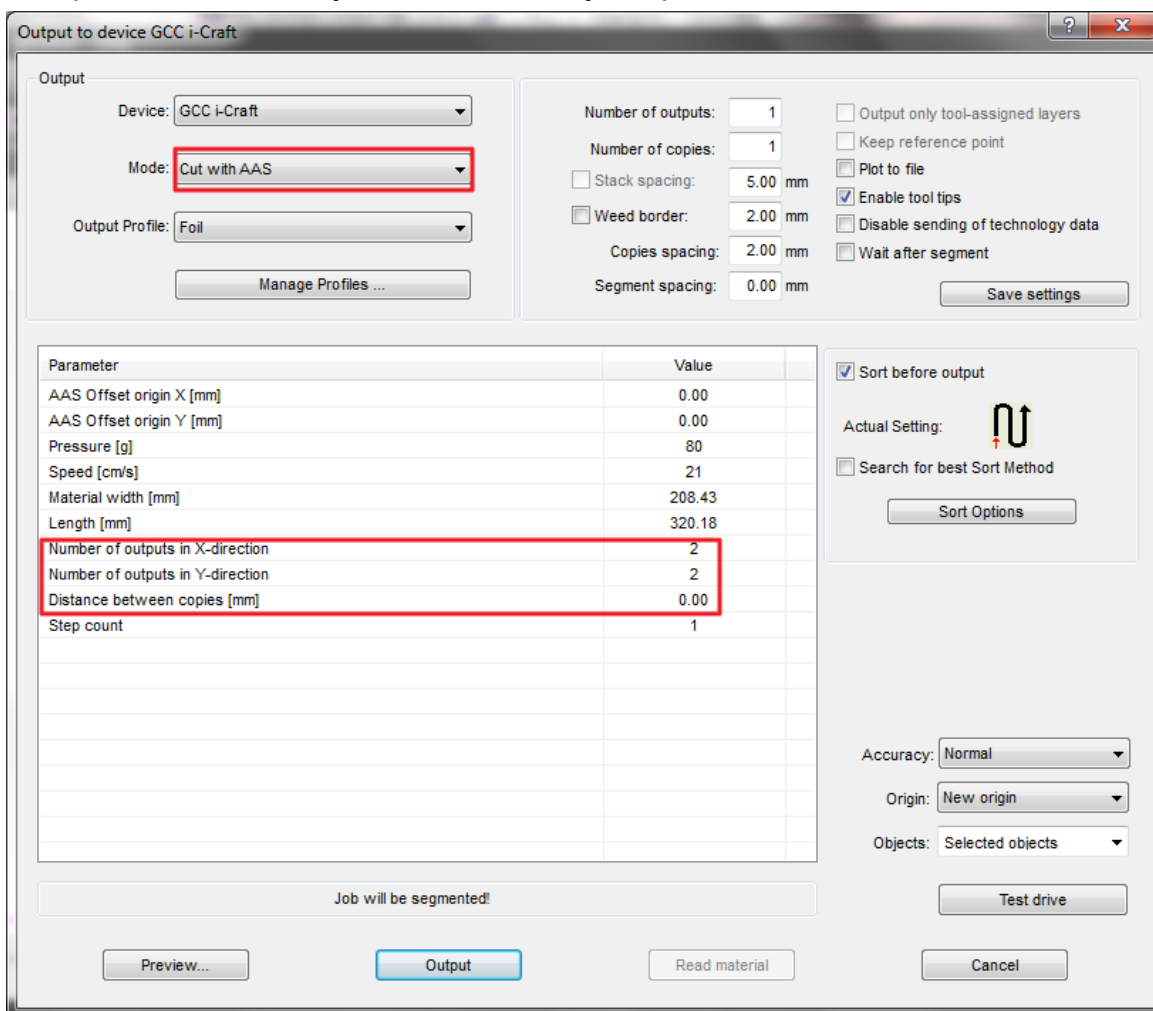 Output to device GCC i-Craft
Output
Device: GCC i-Craft
Mode: Cut with AAS
Output Profile: Foil
Manage Profiles ...
Number of outputs: 1
Number of copies: 1
Stack spacing: 5.00 mm
Weed border: 2.00 mm
Copies spacing: 2.00 mm
Segment spacing: 0.00 mm
Output only tool-assigned layers
Keep reference point
Plot to file
Enable tool tips
Disable sending of technology data
Wait after segment
Save settings
Parameter Value
AAS Offset origin X [mm] 0.00
AAS Offset origin Y [mm] 0.00
Pressure [g] 80
Speed [cm/s] 21
Material width [mm] 208.43
Length [mm] 320.18
Number of outputs in X-direction 2
Number of outputs in Y-direction 2
Distance between copies [mm] 0.00
Step count 1
Sort before output
Actual Setting:
Search for best Sort Method
Sort Options
Accuracy: Normal
Origin: New origin
Objects: Selected objects
Job will be segmented!
Test drive
Preview...
Output
Read material
Cancel